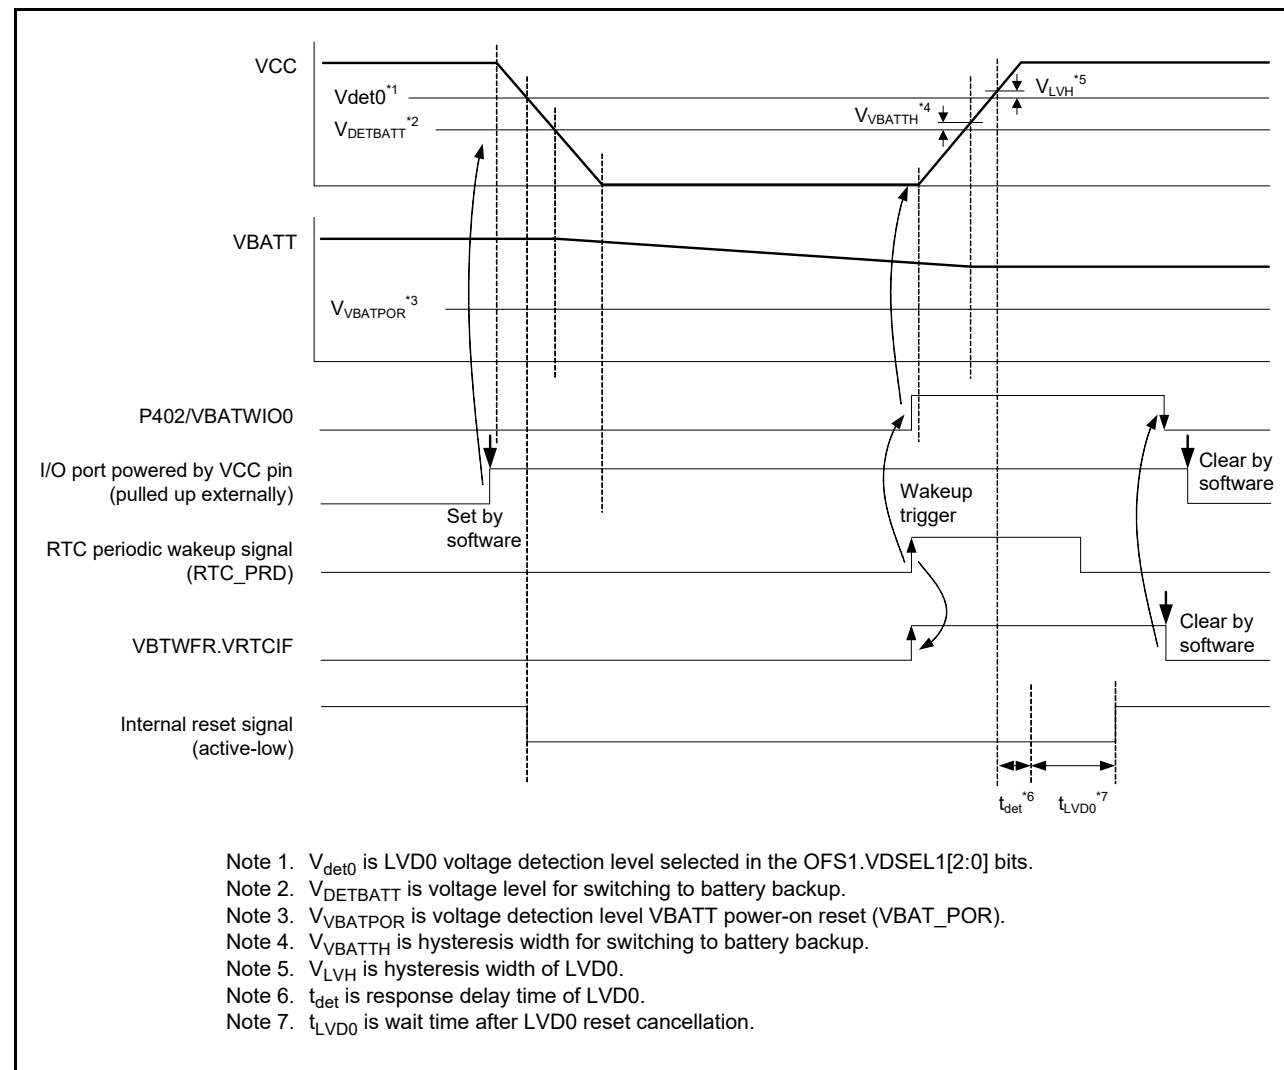 VCC
Vdet0*1
VLVH*5
VVBATTH*4
VDETBATT*2
VBATT
VVBATPOR*3
P402/VBATWIO0
I/O port powered by VCC pin
(pulled up externally)
Clear by
software
Set by
software
Wakeup
trigger
RTC periodic wakeup signal
(RTC_PRD)
VBTWFR.VRTCIF
Clear by
software
Internal reset signal
(active-low)
tdet*6 tLVD0*7
Note 1. Vdet0 is LVD0 voltage detection level selected in the OFS1.VDSEL1[2:0] bits.
Note 2. VDETBATT is voltage level for switching to battery backup.
Note 3. VVBATPOR is voltage detection level VBATT power-on reset (VBAT_POR).
Note 4. VVBATTH is hysteresis width for switching to battery backup.
Note 5. VLVH is hysteresis width of LVD0.
Note 6. tdet is response delay time of LVD0.
Note 7. tLVD0 is wait time after LVD0 reset cancellation.